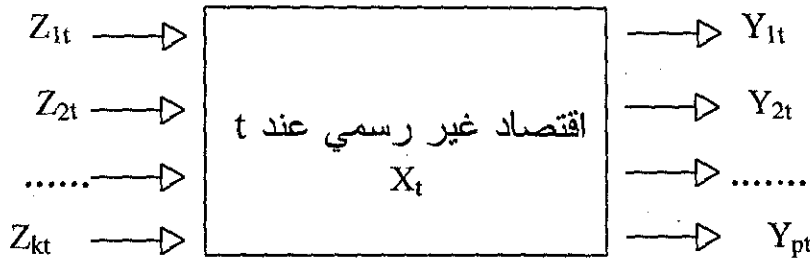 Z1t Y1t
Z2t اقتصاد غير رسمي عند t Y2t
...... Xt .......
Zkt Ypt